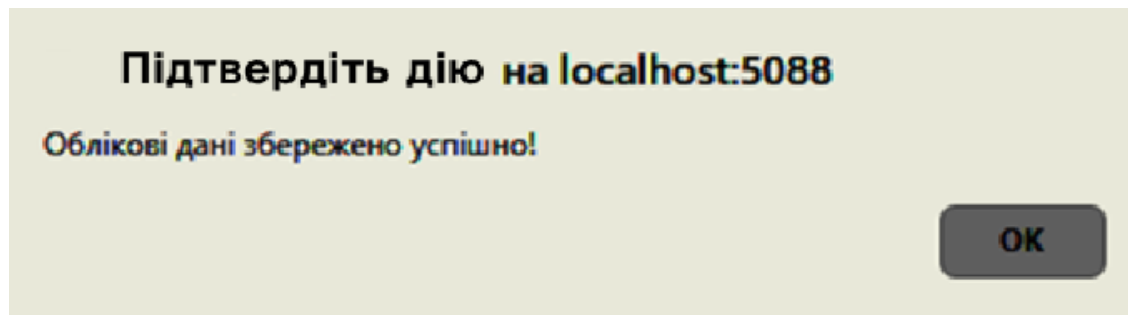 Підтвердіть дію на localhost:5088
Облікові дані збережено успішно!
OK